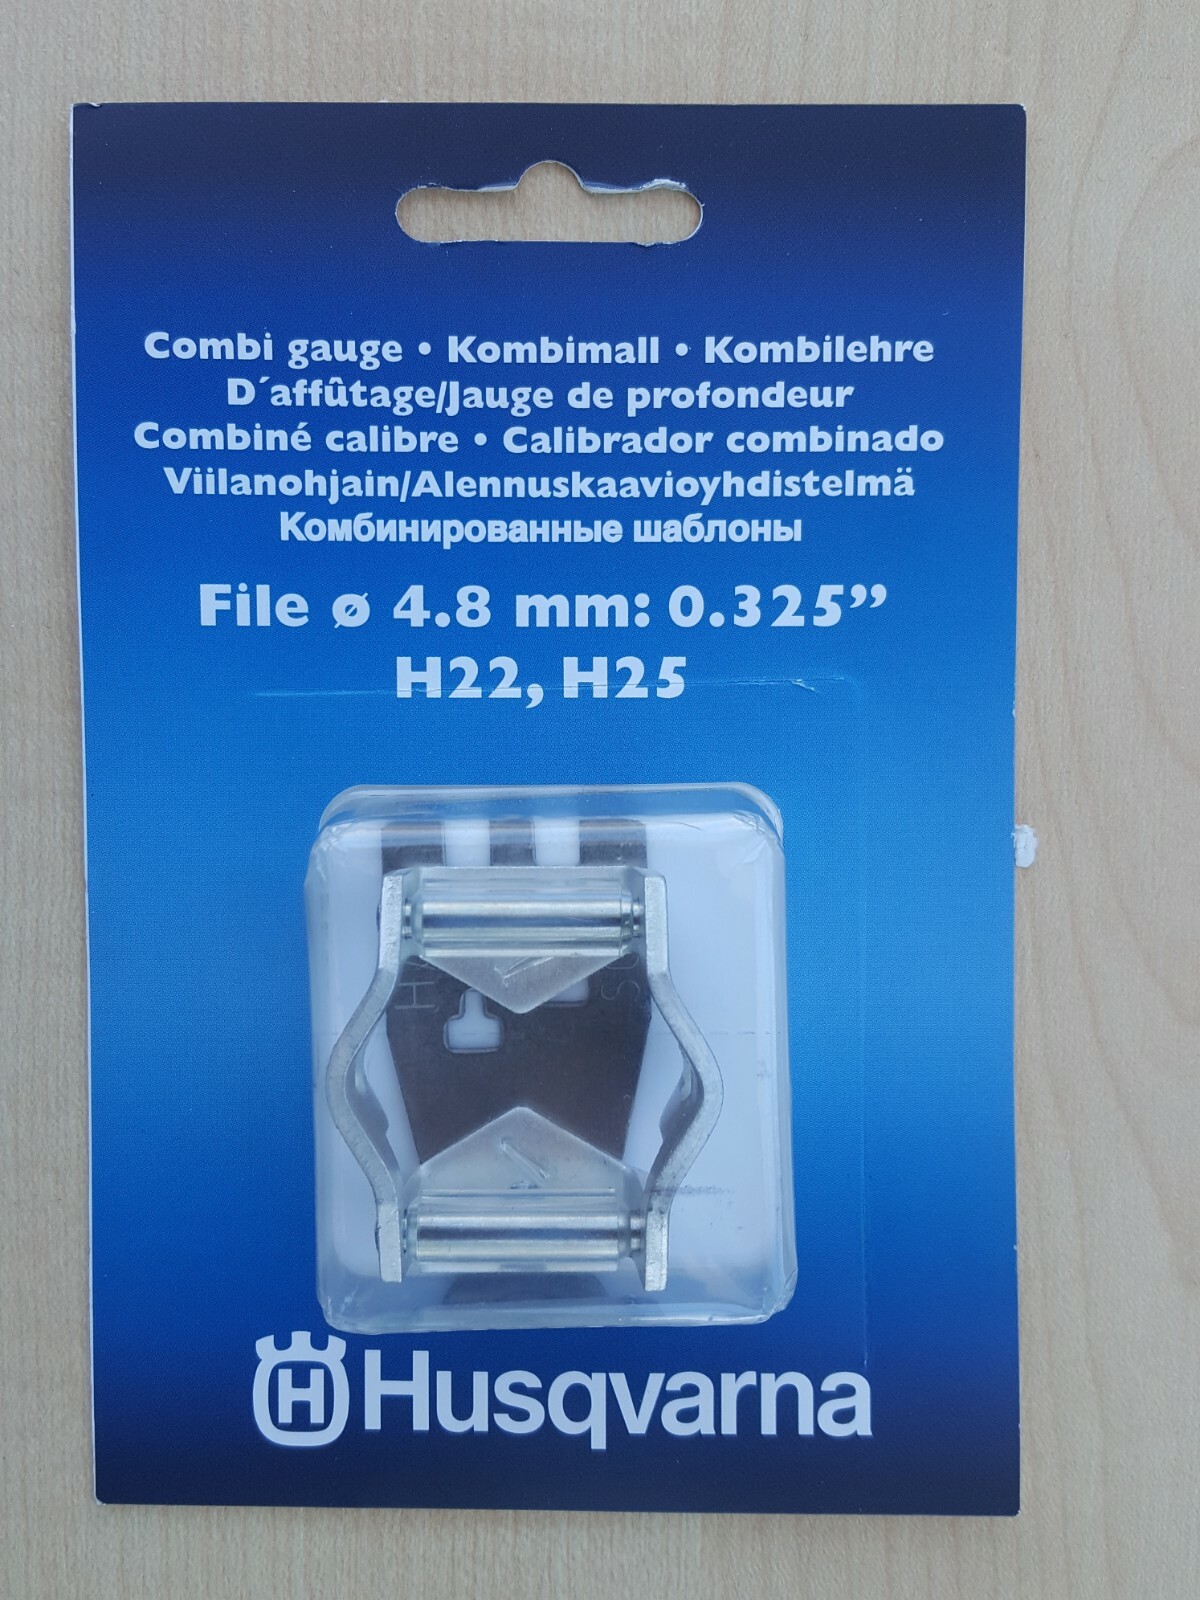 Combi gauge • Kombimall • Kombilehre
D´affûtage/Jauge de profondeur
Combiné calibre • Calibrador combinado
Viilanohjain/Alennuskaavioyhdistelmä
Комбинированные шаблоны
File ø 4.8 mm: 0.325”
H22, H25
H Husqvarna